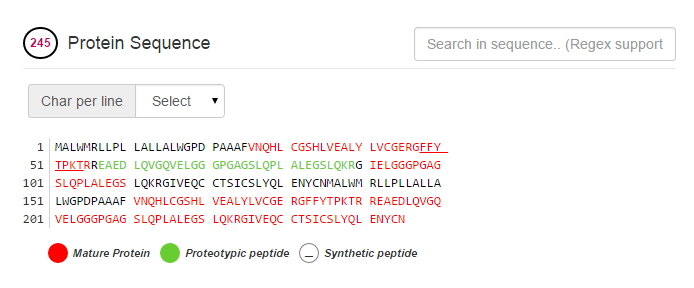 245 Protein Sequence
Search in sequence.. (Regex support
Char per line Select
1 MALWMRLLPL LALLALWGPD PAAAFVNQHL CGSHLVEALY LVCGERGFFY
51 TPKTRREAED LQVGQVELGG GPGAGSLQPL ALEGSLQKRG IELGGGPGAG
101 SLQPLALEGS LQKRGIVEQC CTSICSLYQL ENYCNMALWM RLLPLLALLA
151 LWGPDPAAAF VNQHLCGSHL VEALYLVCGE RGFFYTPKTR REAEDLQVGQ
201 VELGGGPGAG SLQPLALEGS LQKRGIVEQC CTSICSLYQL ENYCN
Mature Protein Proteotypic peptide Synthetic peptide